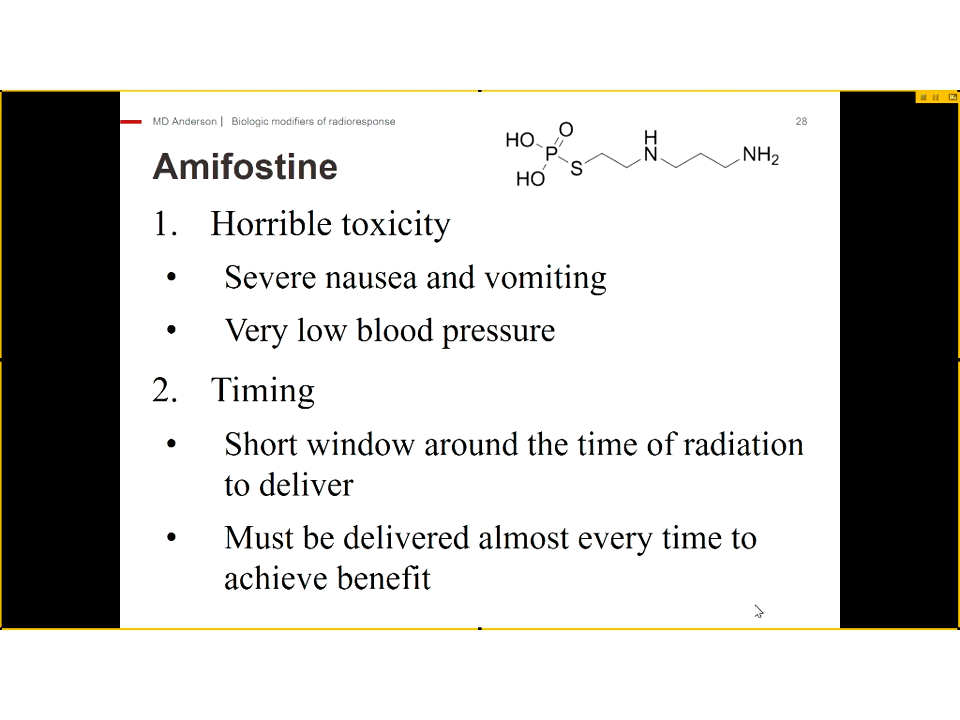 MD Anderson | Biologic modifiers of radioresponse 28
Amifostine
HO O
P
HO S H
N NH2
1. Horrible toxicity
• Severe nausea and vomiting
• Very low blood pressure
2. Timing
• Short window around the time of radiation
to deliver
• Must be delivered almost every time to
achieve benefit